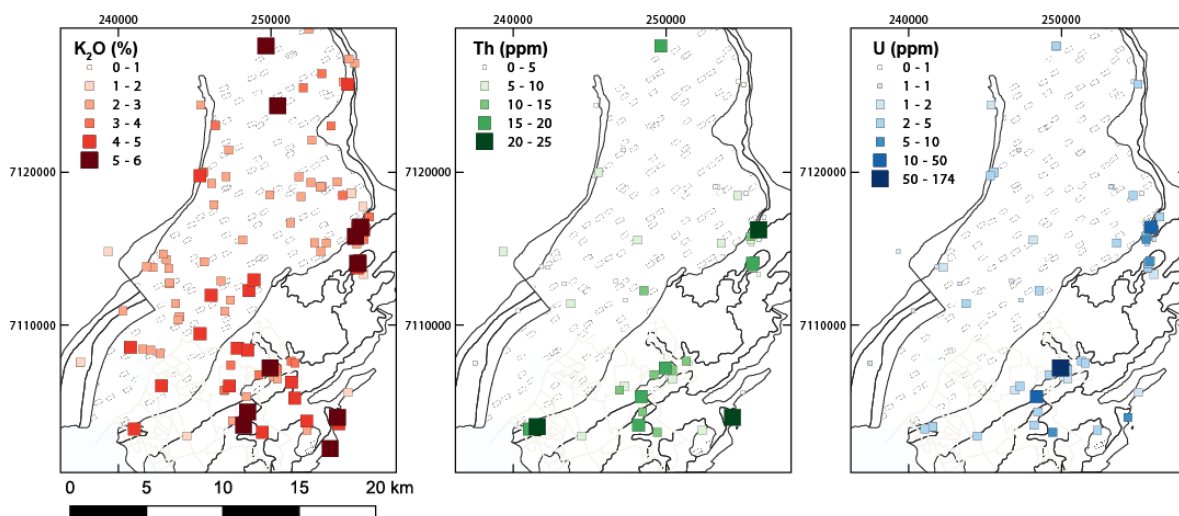 240000 250000
K₂O (%)
0 - 1
1 - 2
2 - 3
3 - 4
4 - 5
5 - 6
7120000
7110000
0 5 10 15 20 km
240000 250000
Th (ppm)
0 - 5
5 - 10
10 - 15
15 - 20
20 - 25
7120000
7110000
240000 250000
U (ppm)
0 - 1
1 - 1
1 - 2
2 - 5
5 - 10
10 - 50
50 - 174
7120000
7110000